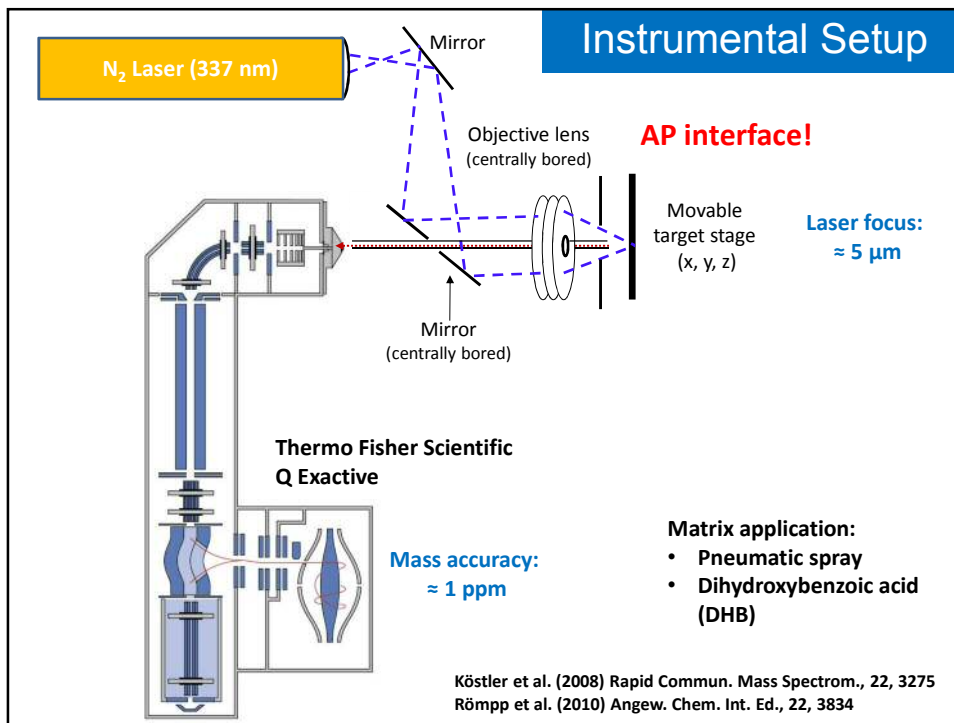 Instrumental Setup
N₂ Laser (337 nm)
Mirror
Objective lens
(centrally bored)
AP interface!
Movable
target stage
(x, y, z)
Laser focus:
≈ 5 µm
Mirror
(centrally bored)
Thermo Fisher Scientific
Q Exactive
Mass accuracy:
≈ 1 ppm
Matrix application:
• Pneumatic spray
• Dihydroxybenzoic acid
(DHB)
Köstler et al. (2008) Rapid Commun. Mass Spectrom., 22, 3275
Römpp et al. (2010) Angew. Chem. Int. Ed., 22, 3834